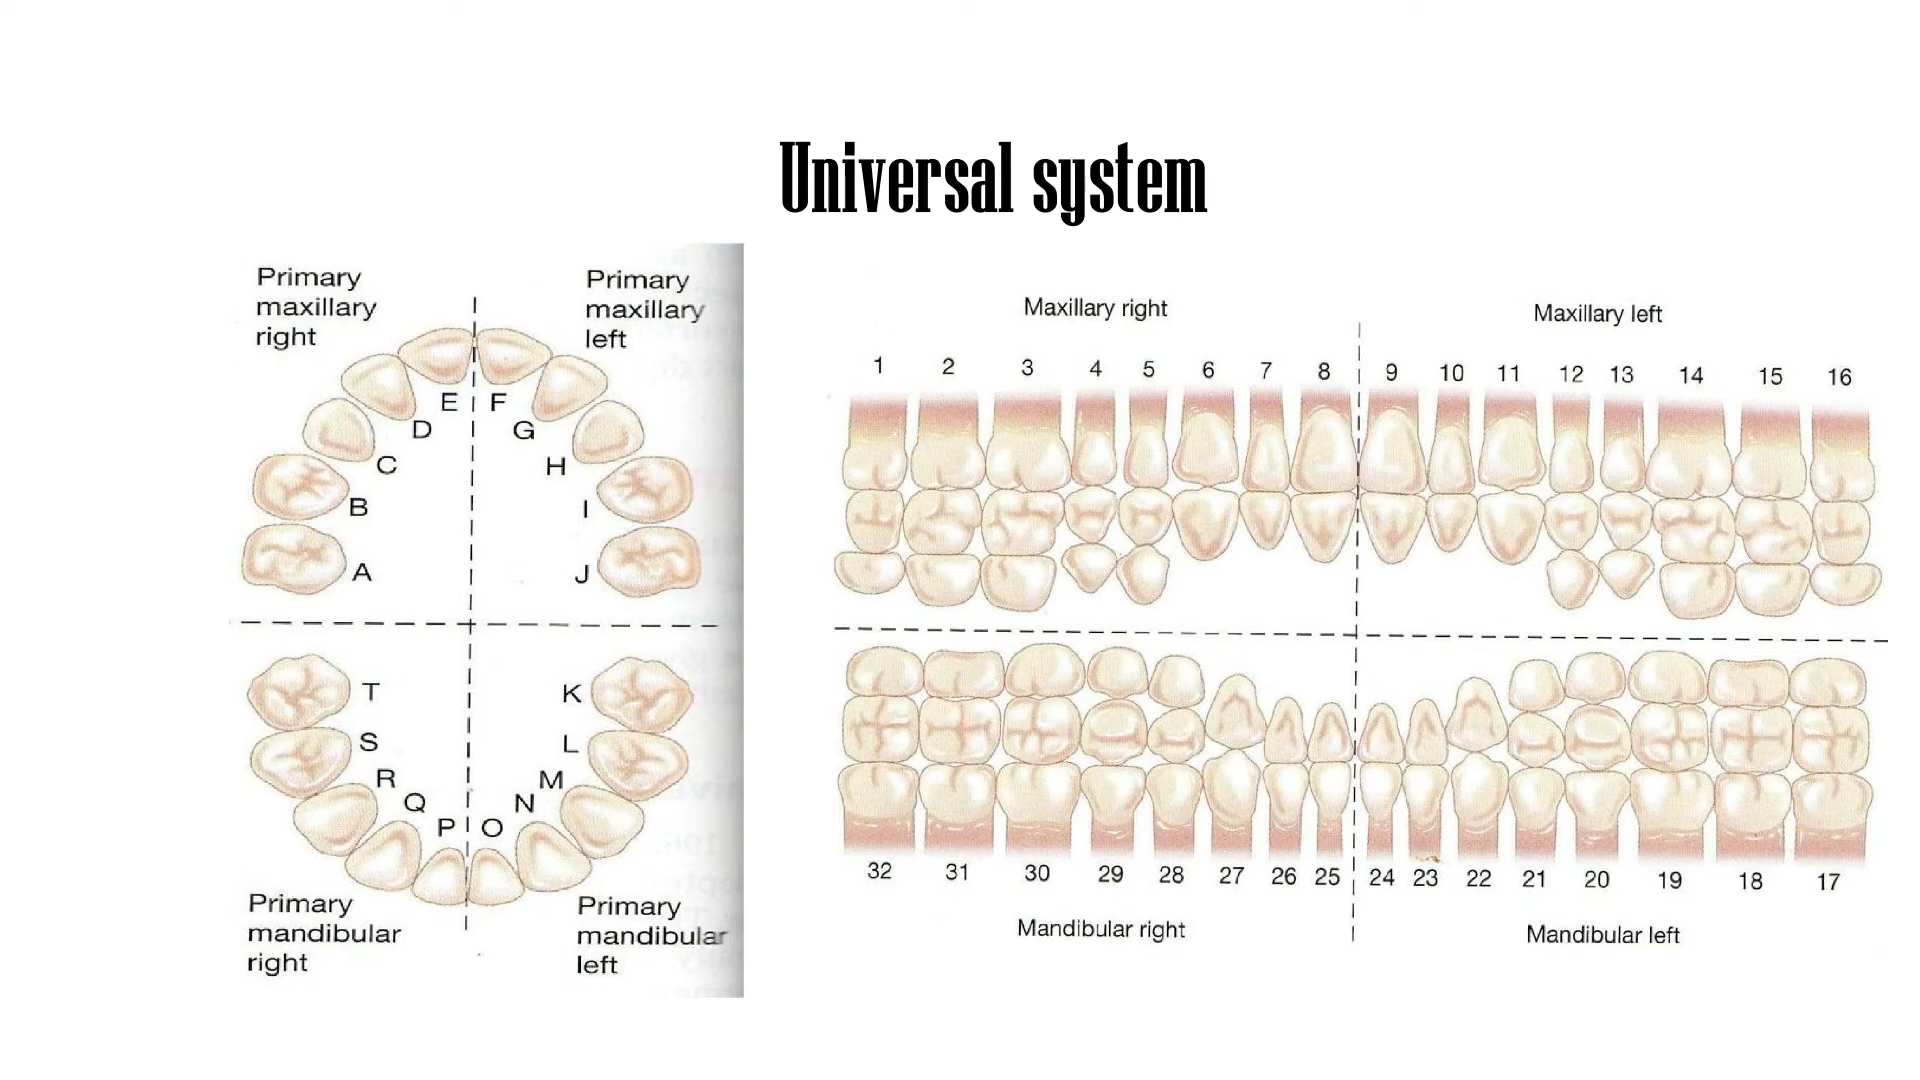 Universal system
Primary
maxillary
right
Primary
maxillary
left
E F
D G
C H
B I
A J
T K
S L
R M
Q N
P O
Primary
mandibular
right
Primary
mandibular
left
Maxillary right
Maxillary left
1 2 3 4 5 6 7 8 9 10 11 12 13 14 15 16
32 31 30 29 28 27 26 25 24 23 22 21 20 19 18 17
Mandibular right
Mandibular left